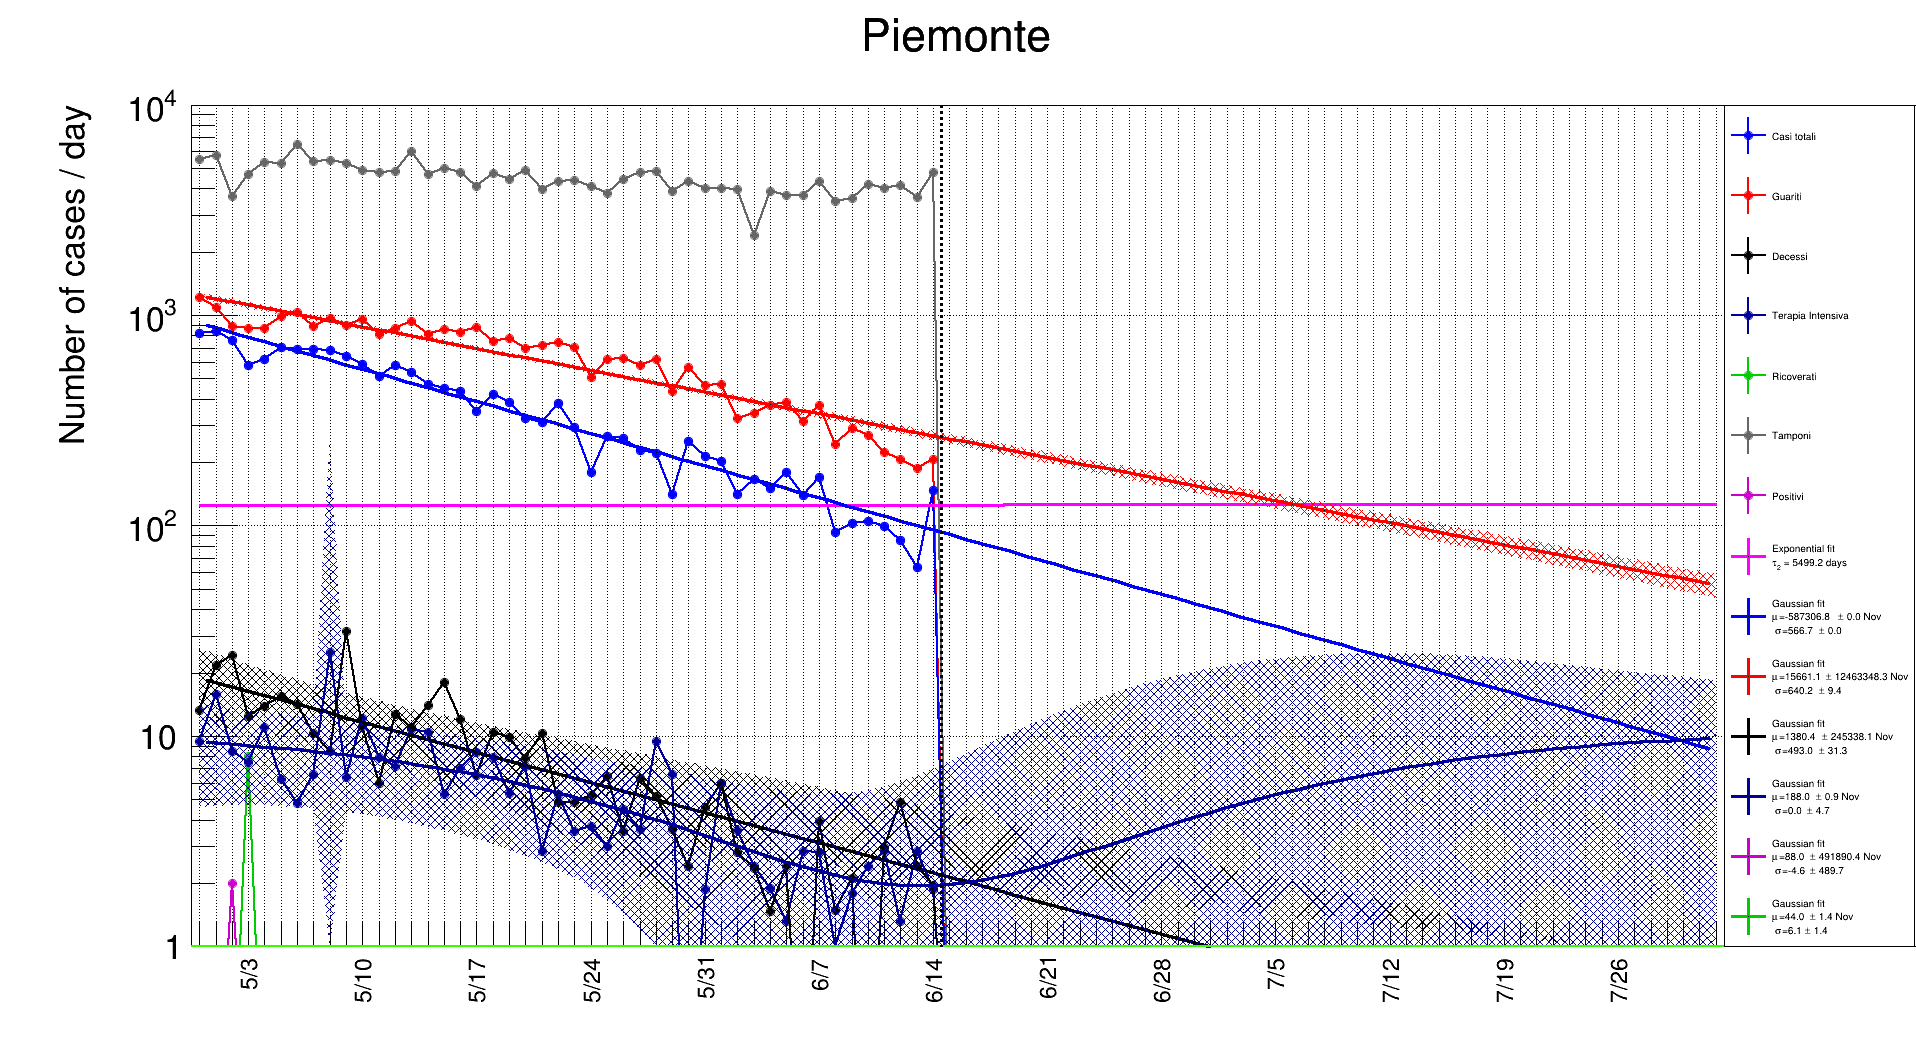 Piemonte
Number of cases / day
10^4
10^3
10^2
10
1
5/3
5/10
5/17
5/24
5/31
6/7
6/14
6/21
6/28
7/5
7/12
7/19
7/26
Casi totali
Guariti
Decessi
Terapia Intensiva
Ricoverati
Tamponi
Positivi
Exponential fit
τ2 = 5499.2 days
Gaussian fit
μ=-587306.8 ± 0.0 Nov
σ=566.7 ± 0.0
Gaussian fit
μ=15661.1 ± 12463348.3 Nov
σ=640.2 ± 9.4
Gaussian fit
μ=1380.4 ± 245338.1 Nov
σ=493.0 ± 31.3
Gaussian fit
μ=188.0 ± 0.9 Nov
σ=0.0 ± 4.7
Gaussian fit
μ=88.0 ± 491890.4 Nov
σ=-4.6 ± 489.7
Gaussian fit
μ=44.0 ± 1.4 Nov
σ=6.1 ± 1.4